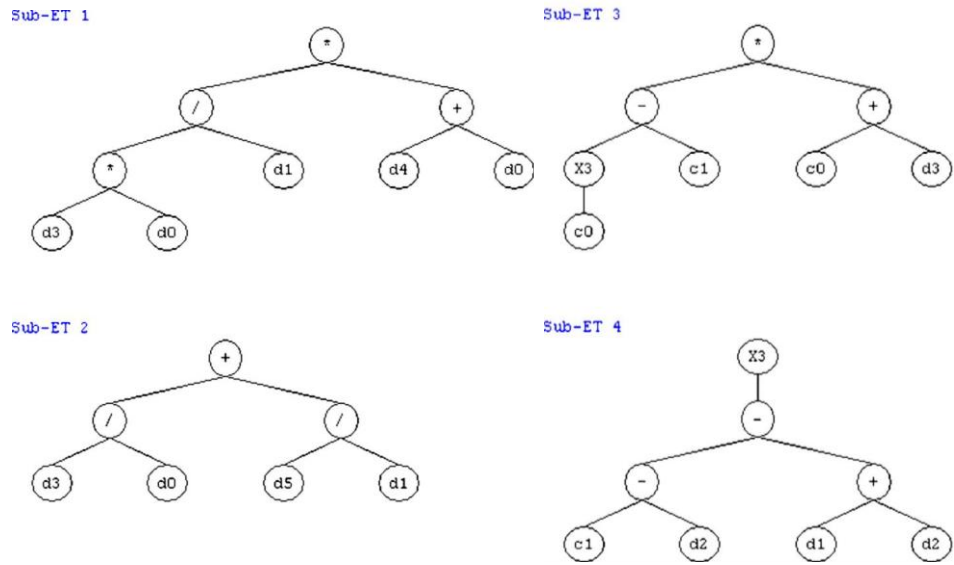 Sub-ET 1
*
/ +
* d1 d4 d0
d3 d0
Sub-ET 3
*
- +
X3 c1 c0 d3
c0
Sub-ET 2
+
/ /
d3 d0 d5 d1
Sub-ET 4
X3
-
- +
c1 d2 d1 d2